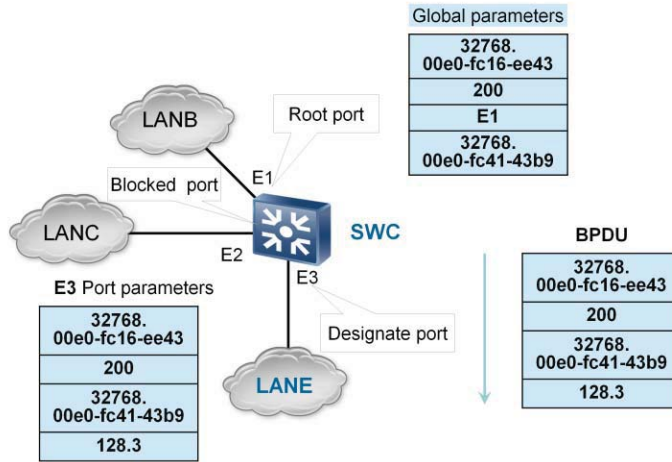 Global parameters
32768.
00e0-fc16-ee43
200
E1
32768.
00e0-fc41-43b9
LANB
Root port
E1
Blocked port
LANC
SWC
E2
E3
BPDU
32768.
00e0-fc16-ee43
200
32768.
00e0-fc41-43b9
128.3
E3 Port parameters
32768.
00e0-fc16-ee43
200
32768.
00e0-fc41-43b9
128.3
Designate port
LANE